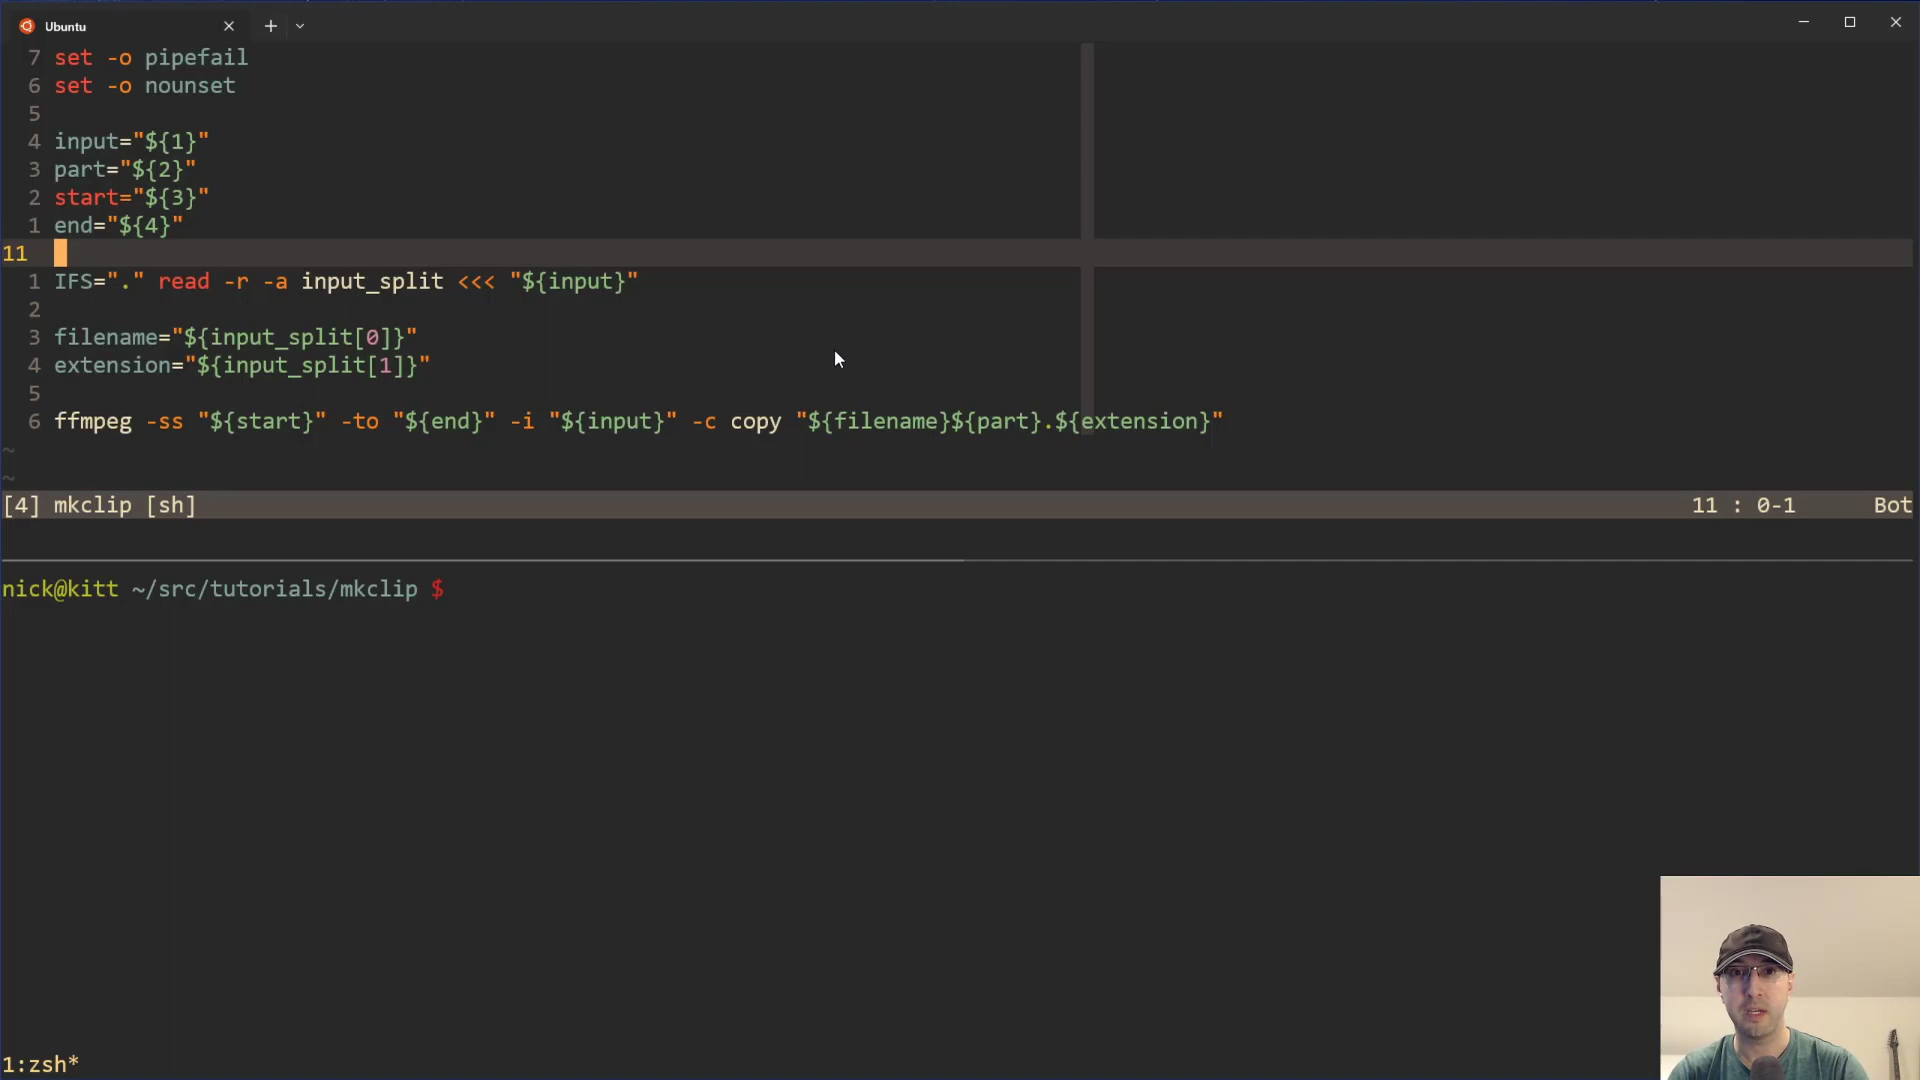 Ubuntu
7 set -o pipefail
6 set -o nounset
5
4 input="${1}"
3 part="${2}"
2 start="${3}"
1 end="${4}"
11
1 IFS="." read -r -a input_split <<< "${input}"
2
3 filename="${input_split[0]}"
4 extension="${input_split[1]}"
5
6 ffmpeg -ss "${start}" -to "${end}" -i "${input}" -c copy "${filename}${part}.${extension}"
~
~
[4] mkclip [sh] 11 : 0-1 Bot
nick@kitt ~/src/tutorials/mkclip $
1:zsh*